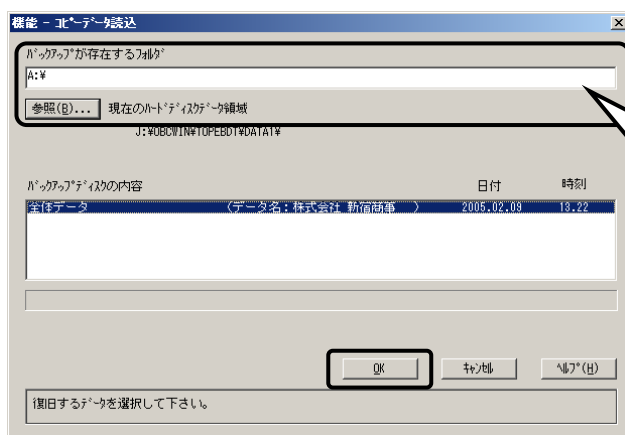 機能 - ｺﾋﾟｰﾃﾞｰﾀ読込
ﾊﾞｯｸｱｯﾌﾟが存在するﾌｫﾙﾀﾞ
A:¥
参照(B)... 現在のﾊｰﾄﾞﾃﾞｨｽｸﾃﾞｰﾀ領域
J:¥OBCWIN¥TOPEBDT¥DATA1¥
ﾊﾞｯｸｱｯﾌﾟﾃﾞｨｽｸの内容 日付 時刻
全体データ 〈データ名：株式会社 新宿商事 〉 2005.02.09 13.22
OK ｷｬﾝｾﾙ ﾍﾙﾌﾟ(H)
復旧するﾃﾞｰﾀを選択して下さい。